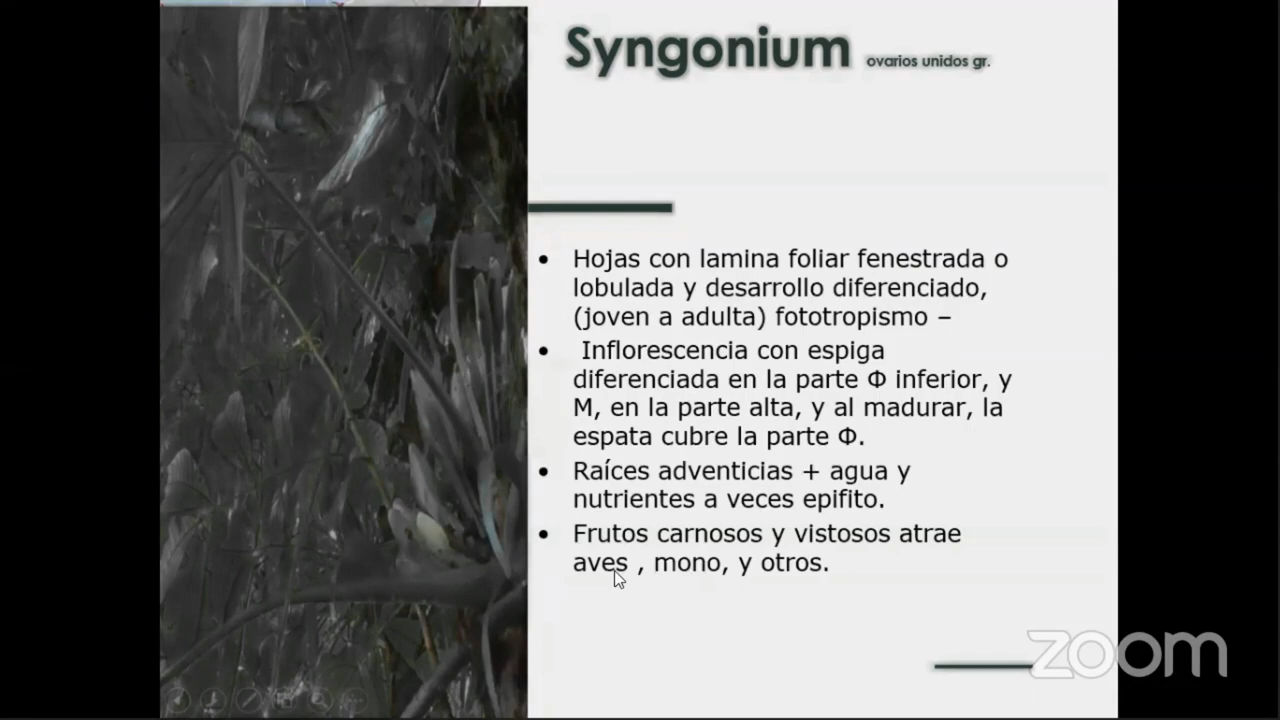 Syngonium ovarios unidos gr.
• Hojas con lamina foliar fenestrada o
lobulada y desarrollo diferenciado,
(joven a adulta) fototropismo –
• Inflorescencia con espiga
diferenciada en la parte Φ inferior, y
M, en la parte alta, y al madurar, la
espata cubre la parte Φ.
• Raíces adventicias + agua y
nutrientes a veces epifito.
• Frutos carnosos y vistosos atrae
aves , mono, y otros.
zoom